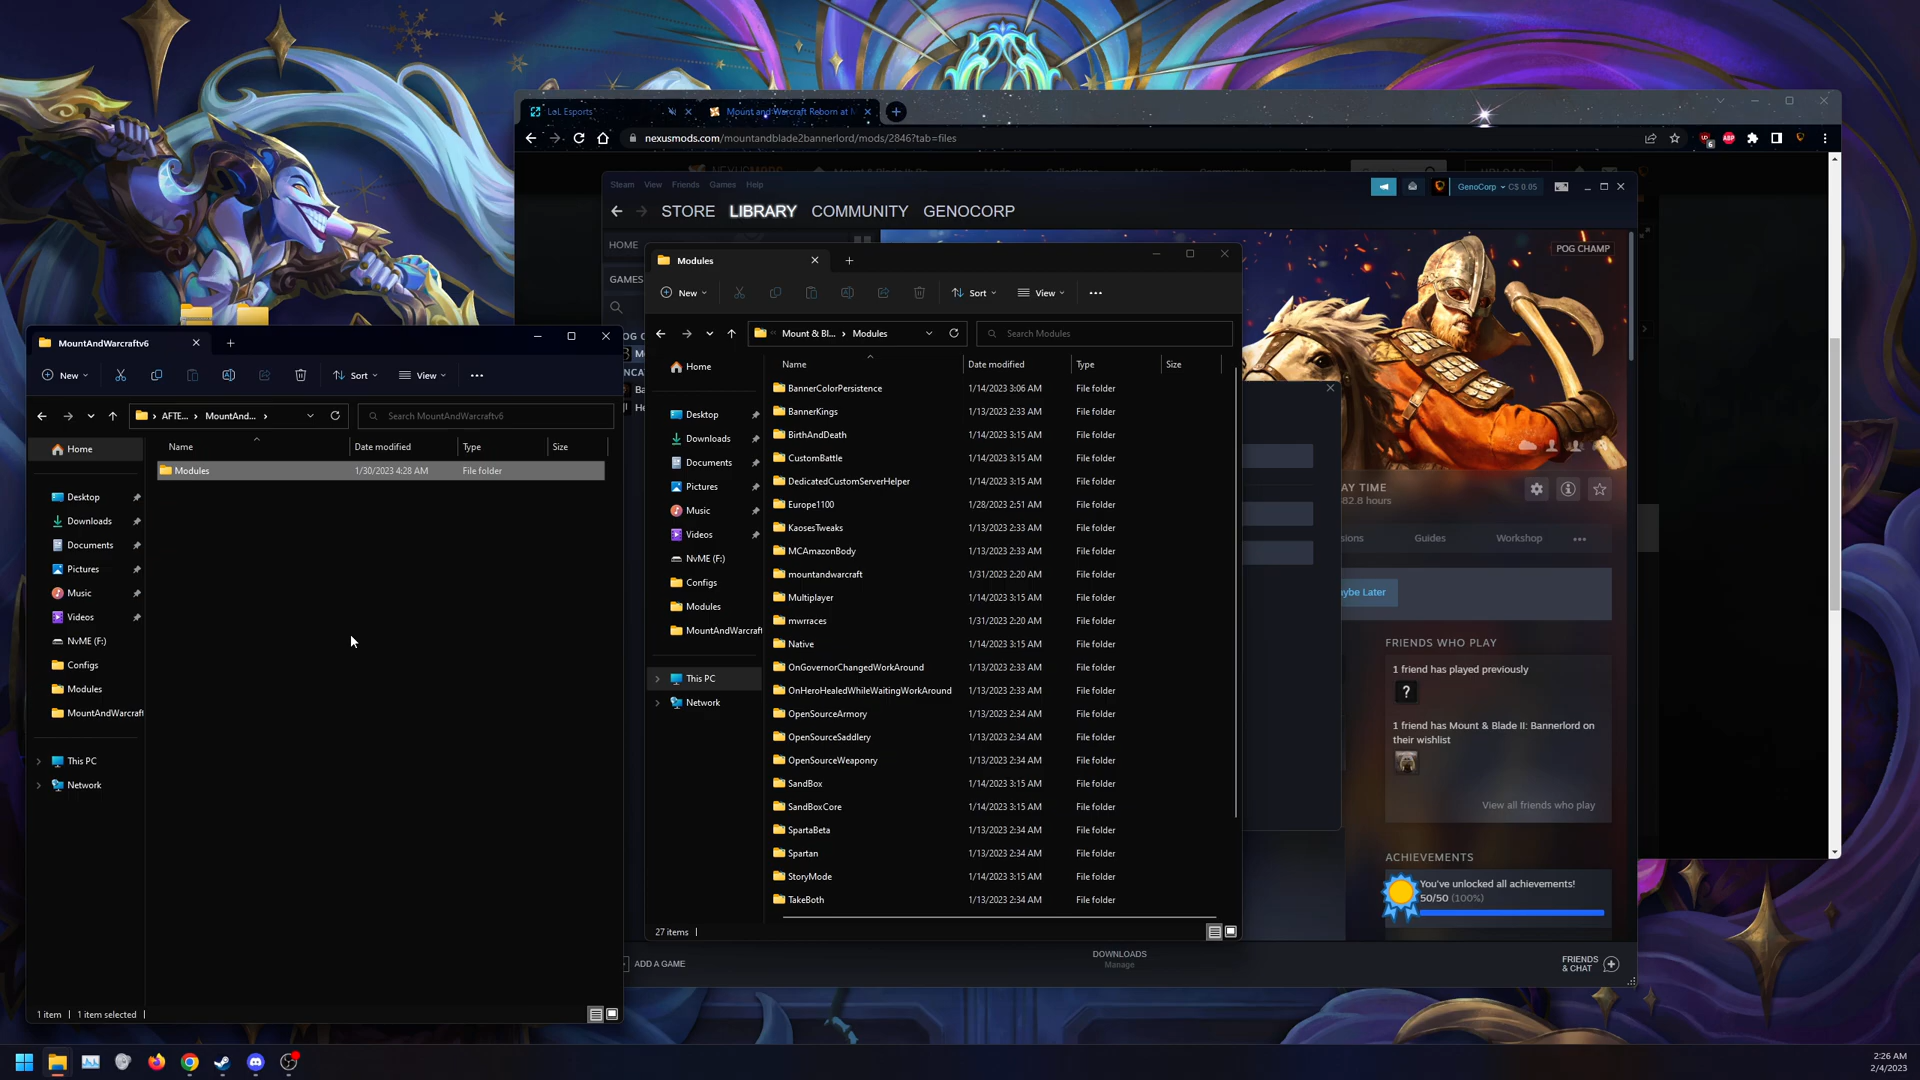 LoL Esports
Mount and Warcraft Reborn at M
nexusmods.com/mountandblade2bannerlord/mods/2846?tab=files
Steam View Friends Games Help
GenoCorp C$ 0.05
STORE LIBRARY COMMUNITY GENOCORP
HOME
GAMES
POG CHAMP
Modules
New
Sort
View
Mount & Bl... > Modules
Search Modules
Name
Date modified
Type
Size
Home
Desktop
Downloads
Documents
Pictures
Music
Videos
NvME (F:)
Configs
Modules
MountAndWarcraft
This PC
Network
BannerColorPersistence 1/14/2023 3:06 AM File folder
BannerKings 1/13/2023 2:33 AM File folder
BirthAndDeath 1/14/2023 3:15 AM File folder
CustomBattle 1/14/2023 3:15 AM File folder
DedicatedCustomServerHelper 1/14/2023 3:15 AM File folder
Europe1100 1/28/2023 2:51 AM File folder
KaosesTweaks 1/13/2023 2:33 AM File folder
MCAmazonBody 1/13/2023 2:33 AM File folder
mountandwarcraft 1/31/2023 2:20 AM File folder
Multiplayer 1/14/2023 3:15 AM File folder
mwrraces 1/31/2023 2:20 AM File folder
Native 1/14/2023 3:15 AM File folder
OnGovernorChangedWorkAround 1/13/2023 2:33 AM File folder
OnHeroHealedWhileWaitingWorkAround 1/13/2023 2:33 AM File folder
OpenSourceArmory 1/13/2023 2:34 AM File folder
OpenSourceSaddlery 1/13/2023 2:34 AM File folder
OpenSourceWeaponry 1/13/2023 2:34 AM File folder
SandBox 1/14/2023 3:15 AM File folder
SandBoxCore 1/14/2023 3:15 AM File folder
SpartaBeta 1/13/2023 2:34 AM File folder
Spartan 1/13/2023 2:34 AM File folder
StoryMode 1/14/2023 3:15 AM File folder
TakeBoth 1/13/2023 2:34 AM File folder
27 items
MountAndWarcraftv6
New
Sort
View
AFTE... > MountAnd... >
Search MountAndWarcraftv6
Name
Date modified
Type
Size
Modules 1/30/2023 4:28 AM File folder
Home
Desktop
Downloads
Documents
Pictures
Music
Videos
NvME (F:)
Configs
Modules
MountAndWarcraft
This PC
Network
1 item
1 item selected
AY TIME
82.8 hours
sions
Guides
Workshop
ybe Later
FRIENDS WHO PLAY
1 friend has played previously
?
1 friend has Mount & Blade II: Bannerlord on
their wishlist
View all friends who play
ACHIEVEMENTS
You've unlocked all achievements!
50/50 (100%)
ADD A GAME
DOWNLOADS
Manage
FRIENDS
& CHAT
2:26 AM
2/4/2023